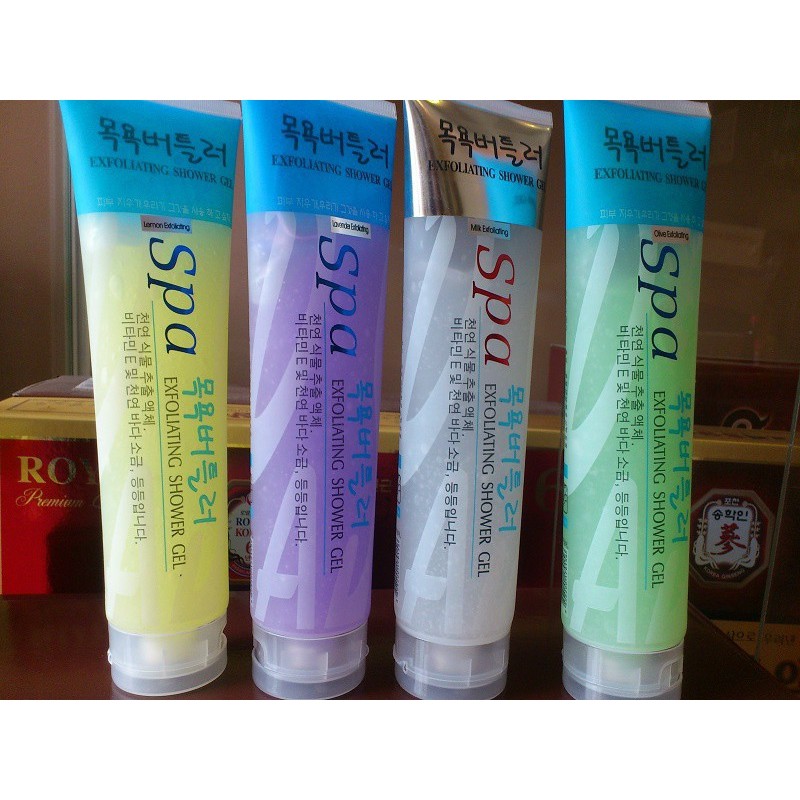 목욕버틀러
EXFOLIATING SHOWER GEL
Lemon Exfoliating
Spa
천연 식물 추출 액체.
비타민 E 및 천연 바다 소금, 등등입니다.
목욕버틀러
EXFOLIATING SHOWER GEL
목욕버틀러
EXFOLIATING SHOWER GEL
Lavender Exfoliating
Spa
천연 식물 추출 액체.
비타민 E 및 천연 바다 소금, 등등입니다.
목욕버틀러
EXFOLIATING SHOWER GEL
목욕버틀러
EXFOLIATING SHOWER GE
Milk Exfoliating
Spa
천연 식물 추출 액체.
비타민 E 및 천연 바다 소금, 등등입니다.
목욕버틀러
EXFOLIATING SHOWER GEL
목욕버틀러
EXFOLIATING SHOWER GEL
Olive Exfoliating
Spa
천연 식물 추출 액체.
비타민 E 및 천연 바다 소금, 등등입니다.
목욕버틀러
EXFOLIATING SHOWER GEL
ROY
Premium
포천
송학인
蔘